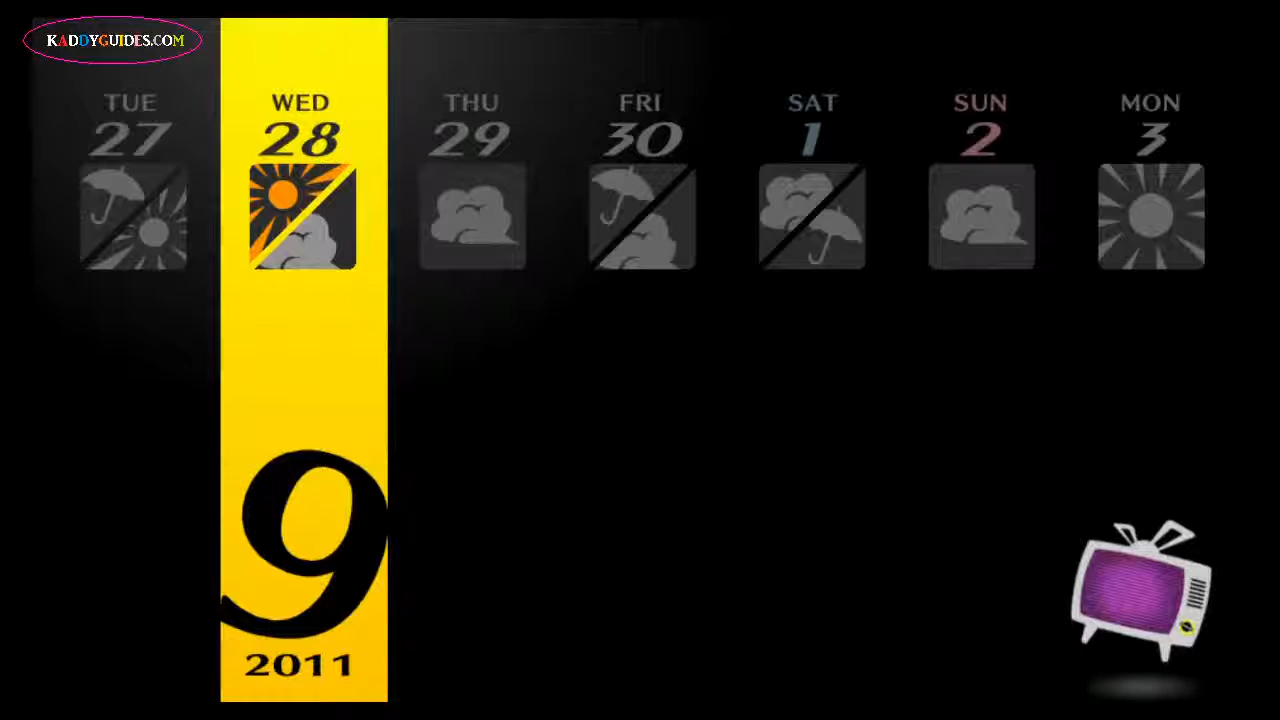 KADDYGUIDES.COM
TUE WED THU FRI SAT SUN MON
27 28 29 30 1 2 3
9
2011